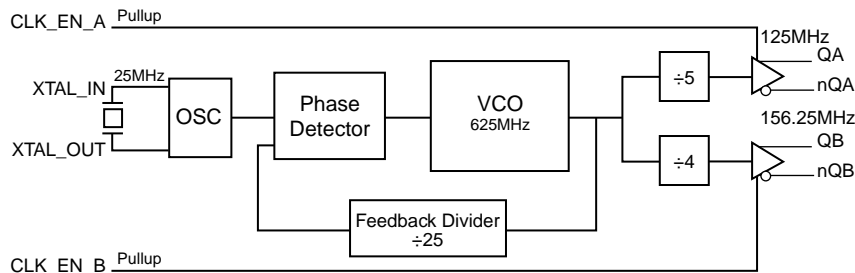 CLK_EN_A Pullup
125MHz
QA
nQA
XTAL_IN 25MHz
XTAL_OUT
OSC
Phase
Detector
VCO
625MHz
÷5
÷4
156.25MHz
QB
nQB
Feedback Divider
÷25
CLK_EN_B Pullup